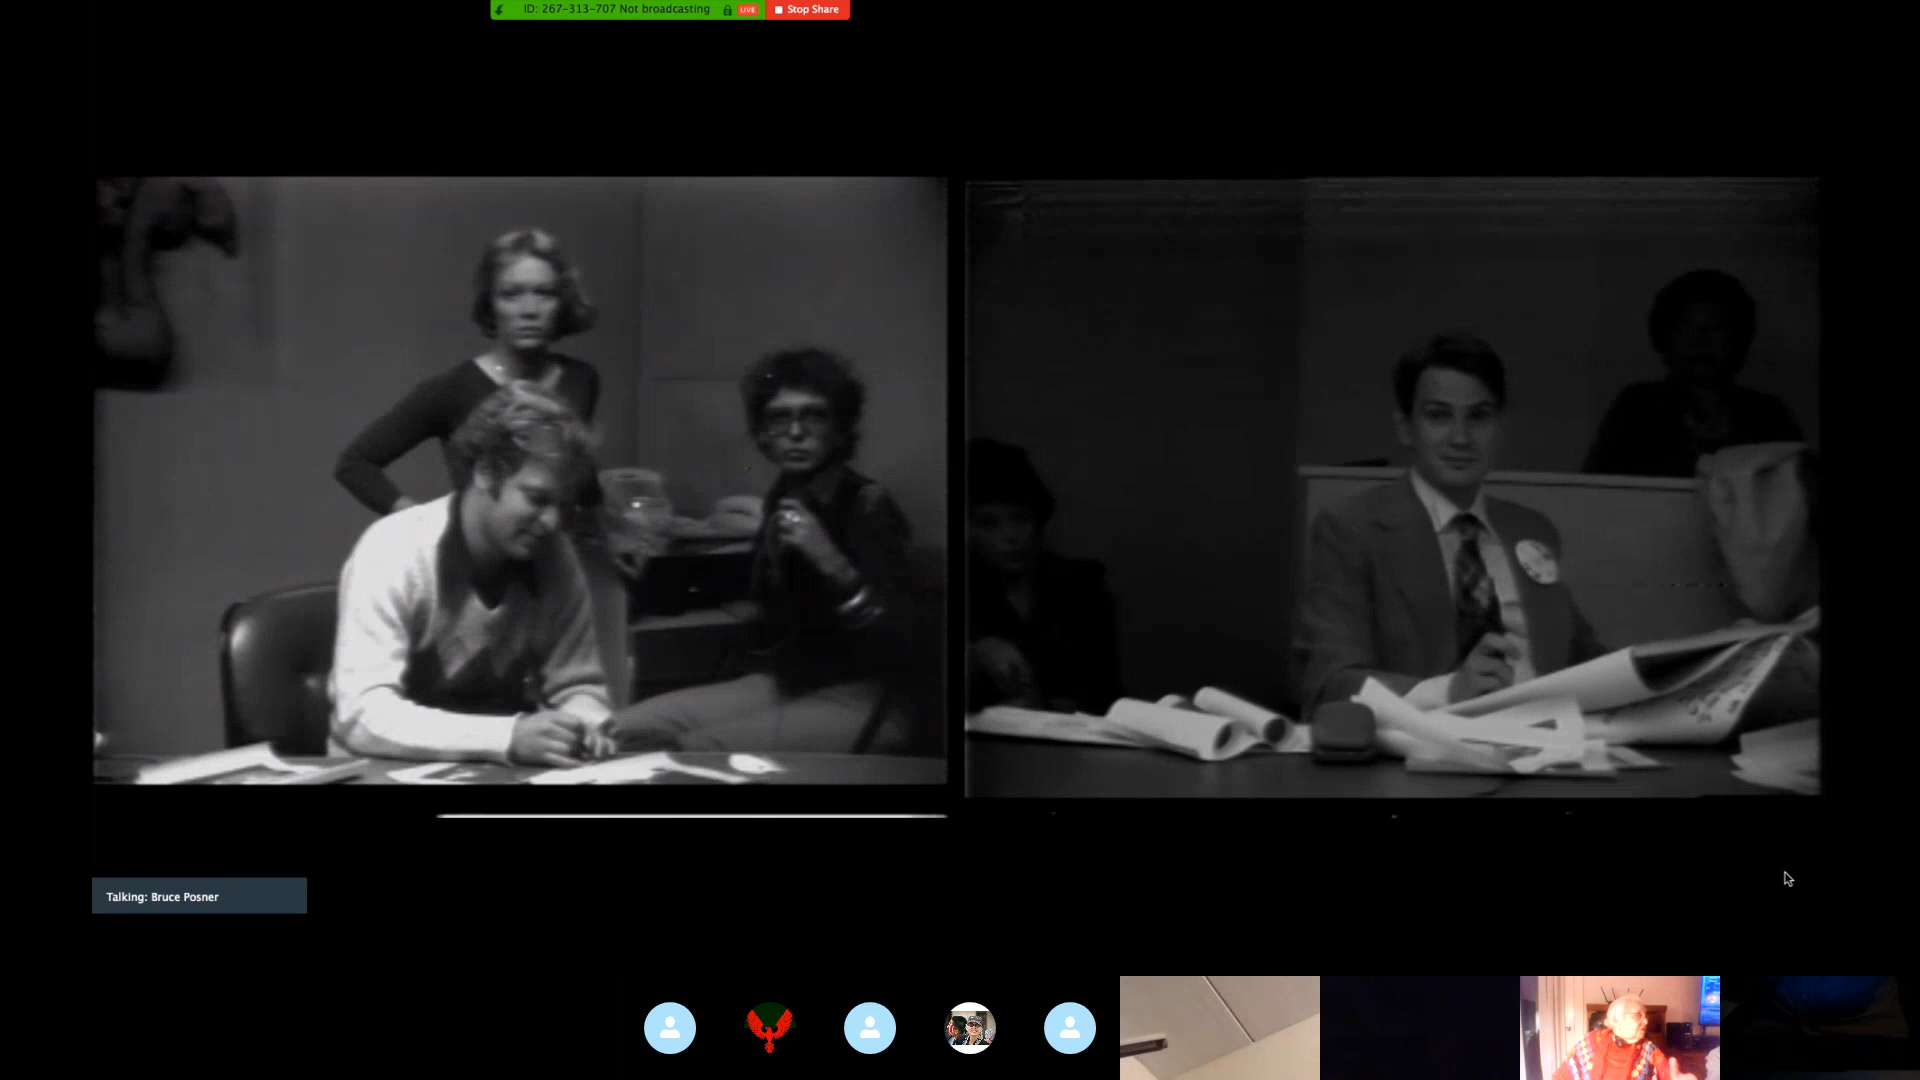 ID: 267-313-707 Not broadcasting LIVE Stop Share
Talking: Bruce Posner